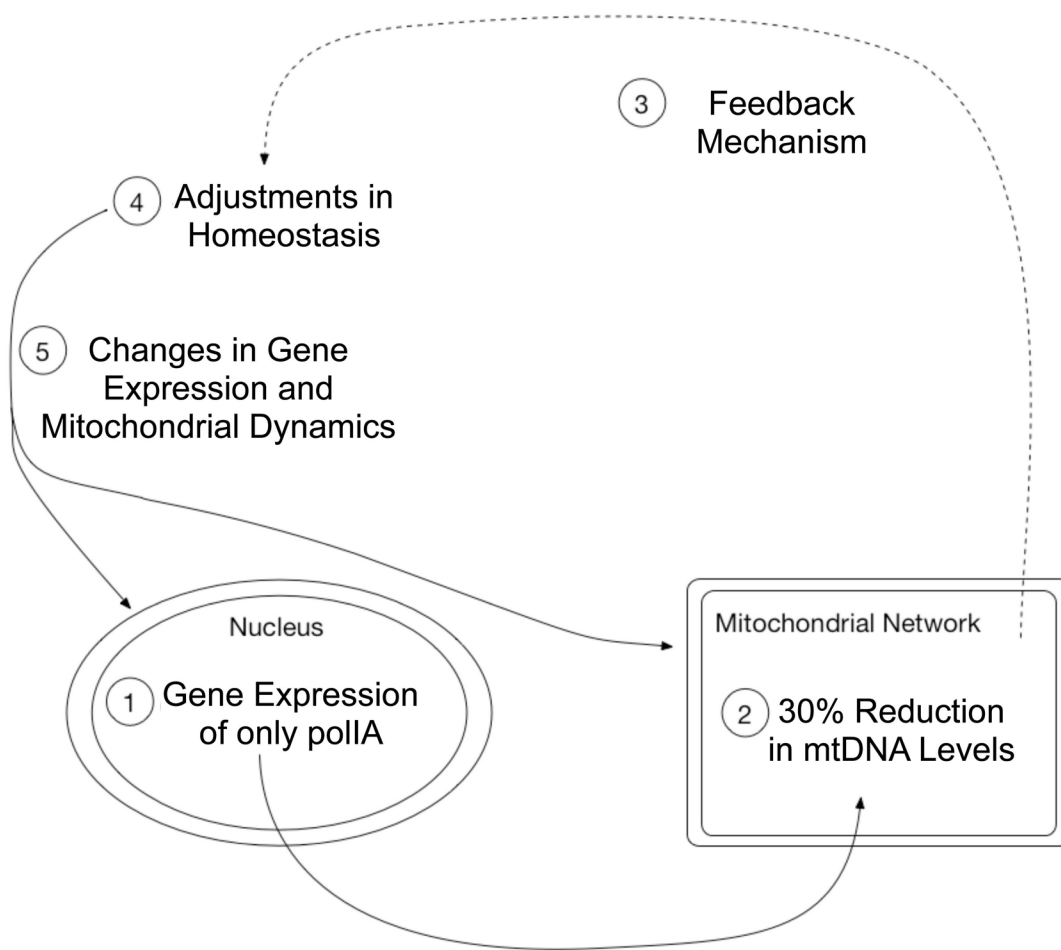 3
Feedback
Mechanism
4
Adjustments in
Homeostasis
5
Changes in Gene
Expression and
Mitochondrial Dynamics
Nucleus
1
Gene Expression
of only polIA
Mitochondrial Network
2
30% Reduction
in mtDNA Levels